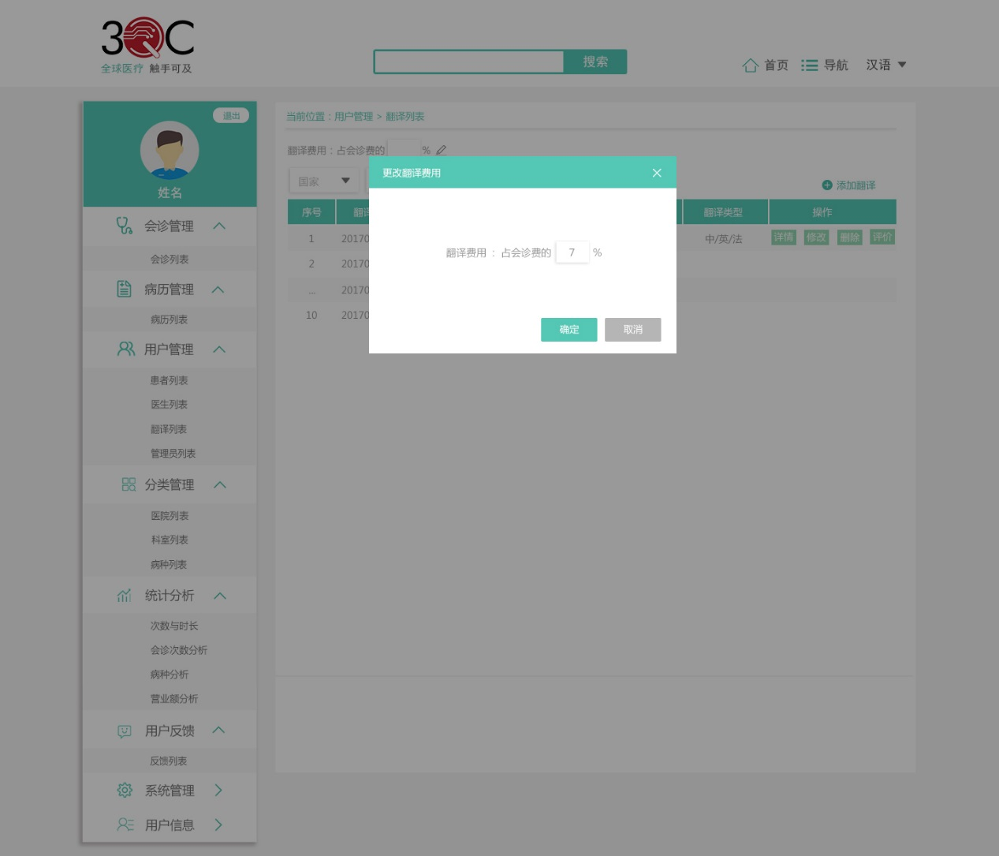 3QC
全球医疗 触手可及
搜索
首页
导航
汉语
退出
姓名
会诊管理
会诊列表
病历管理
病历列表
用户管理
患者列表
医生列表
翻译列表
管理员列表
分类管理
医院列表
科室列表
病种列表
统计分析
次数与时长
会诊次数分析
病种分析
营业额分析
用户反馈
反馈列表
系统管理
用户信息
当前位置：用户管理 > 翻译列表
翻译费用：占会诊费的 %
国家
添加翻译
序号 翻译类型 操作
1 20170 中/英/法 详情 修改 删除 评价
2 20170
... 20170
10 20170
更改翻译费用
翻译费用 ： 占会诊费的 7 %
确定 取消